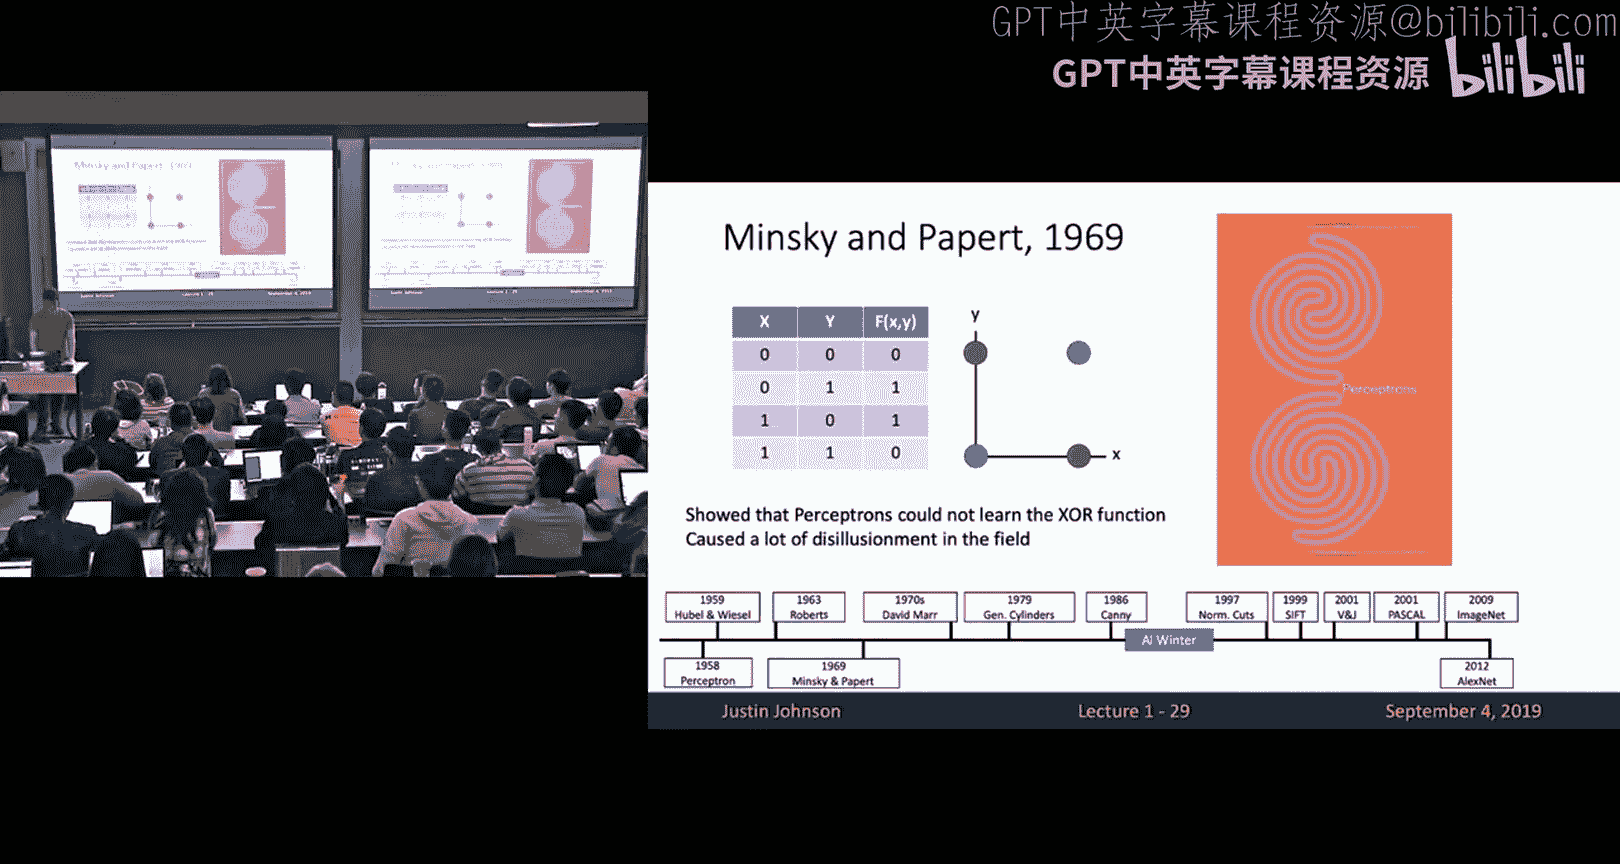 GPT中英字幕课程资源@bilibili.com
GPT中英字幕课程资源 bilibili
Minsky and Papert, 1969
X Y F(x,y)
0 0 0
0 1 1
1 0 1
1 1 0
y
x
Perceptrons
Showed that Perceptrons could not learn the XOR function
Caused a lot of disillusionment in the field
1959
Hubel & Wiesel
1963
Roberts
1970s
David Marr
1979
Gen. Cylinders
1986
Canny
1997
Norm. Cuts
1999
SIFT
2001
V&J
2001
PASCAL
2009
ImageNet
AI Winter
1958
Perceptron
1969
Minsky & Papert
2012
AlexNet
Justin Johnson
Lecture 1 - 29
September 4, 2019